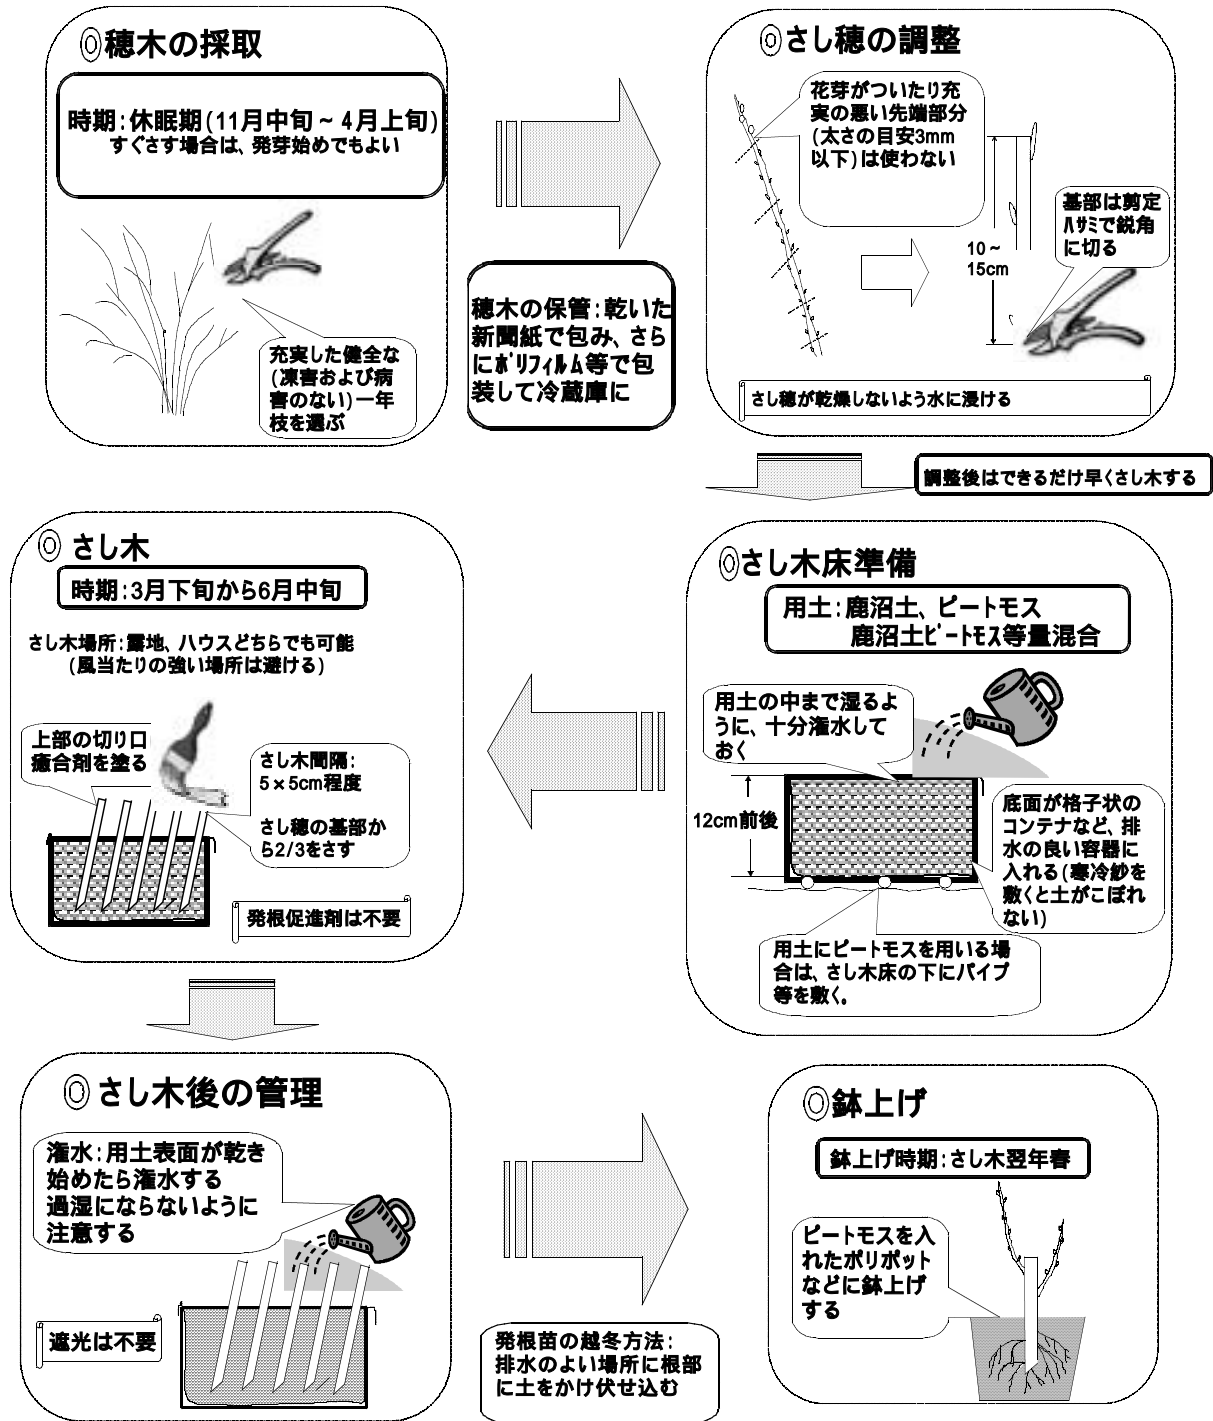 ◎穂木の採取
時期：休眠期(11月中旬～4月上旬)
すぐさす場合は、発芽始めでもよい
充実した健全な
(凍害および病
害のない)一年
枝を選ぶ
穂木の保管：乾いた
新聞紙で包み、さら
にﾎﾟﾘﾌｨﾙﾑ等で包
装して冷蔵庫に
◎さし穂の調整
花芽がついたり充
実の悪い先端部分
(太さの目安3mm
以下)は使わない
基部は剪定
ﾊｻﾐで鋭角
に切る
10～
15cm
さし穂が乾燥しないよう水に浸ける
調整後はできるだけ早くさし木する
◎さし木床準備
用土：鹿沼土、ピートモス
鹿沼土ﾋﾟｰﾄﾓｽ等量混合
用土の中まで湿るよ
うに、十分潅水して
おく
12cm前後
底面が格子状の
コンテナなど、排
水の良い容器に
入れる(寒冷紗を
敷くと土がこぼれ
ない)
用土にピートモスを用いる場
合は、さし木床の下にパイプ
等を敷く。
◎さし木
時期：3月下旬から6月中旬
さし木場所：露地、ハウスどちらでも可能
(風当たりの強い場所は避ける)
上部の切り口
癒合剤を塗る
さし木間隔：
5×5cm程度
さし穂の基部か
ら2/3をさす
発根促進剤は不要
◎さし木後の管理
潅水：用土表面が乾き
始めたら潅水する
過湿にならないように
注意する
遮光は不要
発根苗の越冬方法：
排水のよい場所に根部
に土をかけ伏せ込む
◎鉢上げ
鉢上げ時期：さし木翌年春
ピートモスを入
れたポリポット
などに鉢上げ
する